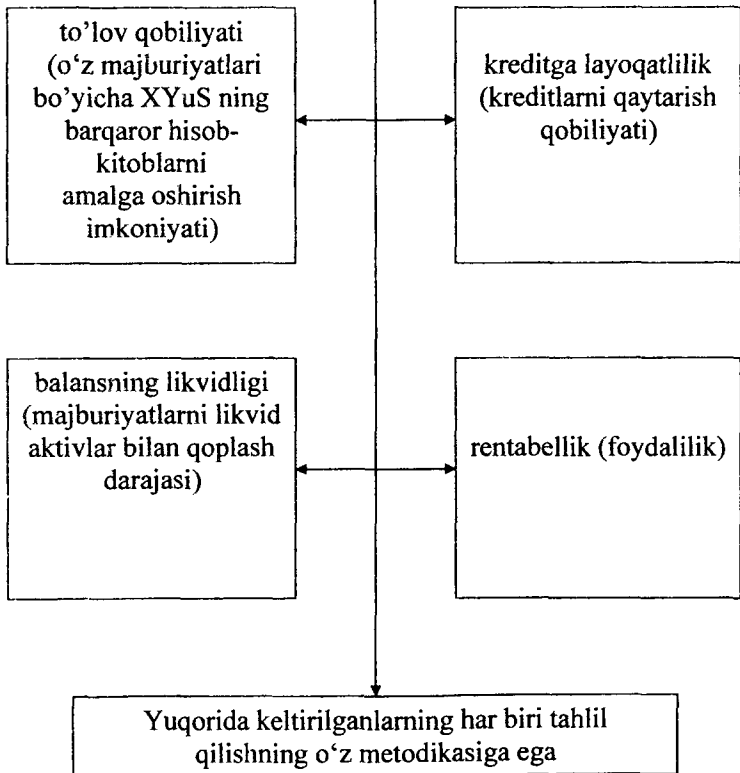 to’lov qobiliyati
(o‘z majburiyatlari
bo’yicha XYuS ning
barqaror hisob-
kitoblarni
amalga oshirish
imkoniyati)
kreditga layoqatlilik
(kreditlarni qaytarish
qobiliyati)
balansning likvidligi
(majburiyatlarni likvid
aktivlar bilan qoplash
darajasi)
rentabellik (foydalilik)
Yuqorida keltirilganlarning har biri tahlil
qilishning o‘z metodikasiga ega